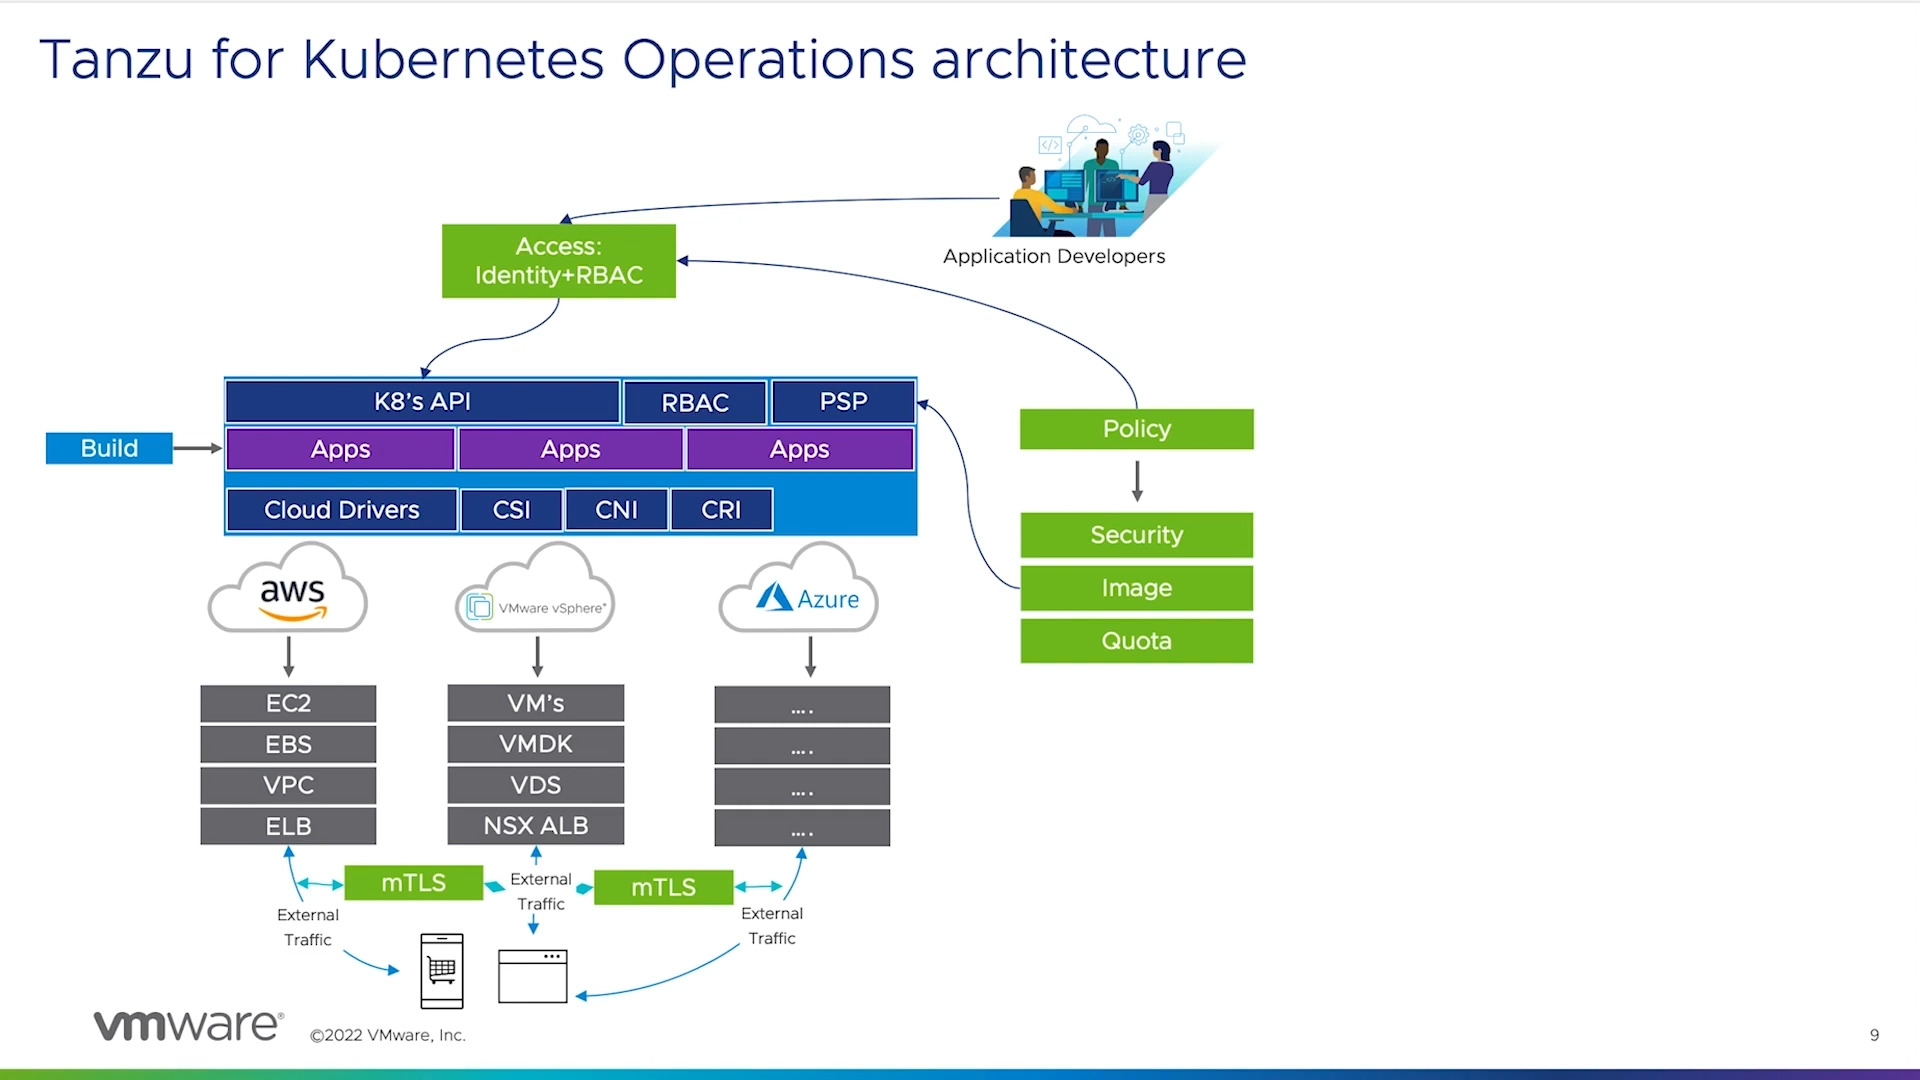 Tanzu for Kubernetes Operations architecture
</>
Application Developers
Access:
Identity+RBAC
K8's API
RBAC
PSP
Build
Apps
Apps
Apps
Cloud Drivers
CSI
CNI
CRI
Policy
Security
Image
Quota
aws
VMware vSphere®
Azure
EC2
EBS
VPC
ELB
VM's
VMDK
VDS
NSX ALB
....
....
....
....
mTLS
External
Traffic
mTLS
External
Traffic
External
Traffic
vmware®
©2022 VMware, Inc.
9